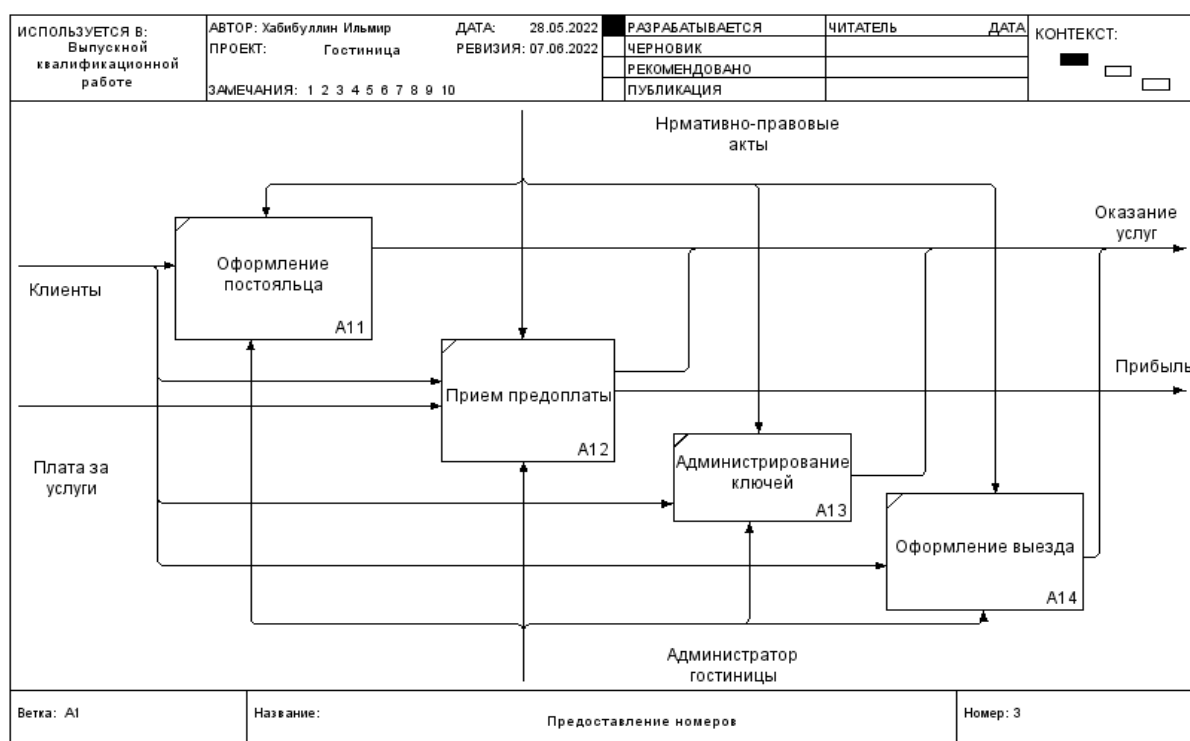 ИСПОЛЬЗУЕТСЯ В:
Выпускной
квалификационной
работе
АВТОР: Хабибуллин Ильмир
ДАТА: 28.05.2022
ПРОЕКТ: Гостиница
РЕВИЗИЯ: 07.06.2022
ЗАМЕЧАНИЯ: 1 2 3 4 5 6 7 8 9 10
РАЗРАБАТЫВАЕТСЯ
ЧЕРНОВИК
РЕКОМЕНДОВАНО
ПУБЛИКАЦИЯ
ЧИТАТЕЛЬ
ДАТА
КОНТЕКСТ:
Нрмативно-правовые
акты
Оказание
услуг
Оформление
постояльца
A11
Клиенты
Прибыль
Прием предоплаты
A12
Плата за
услуги
Администрирование
ключей
A13
Оформление выезда
A14
Администратор
гостиницы
Ветка: A1
Название:
Предоставление номеров
Номер: 3